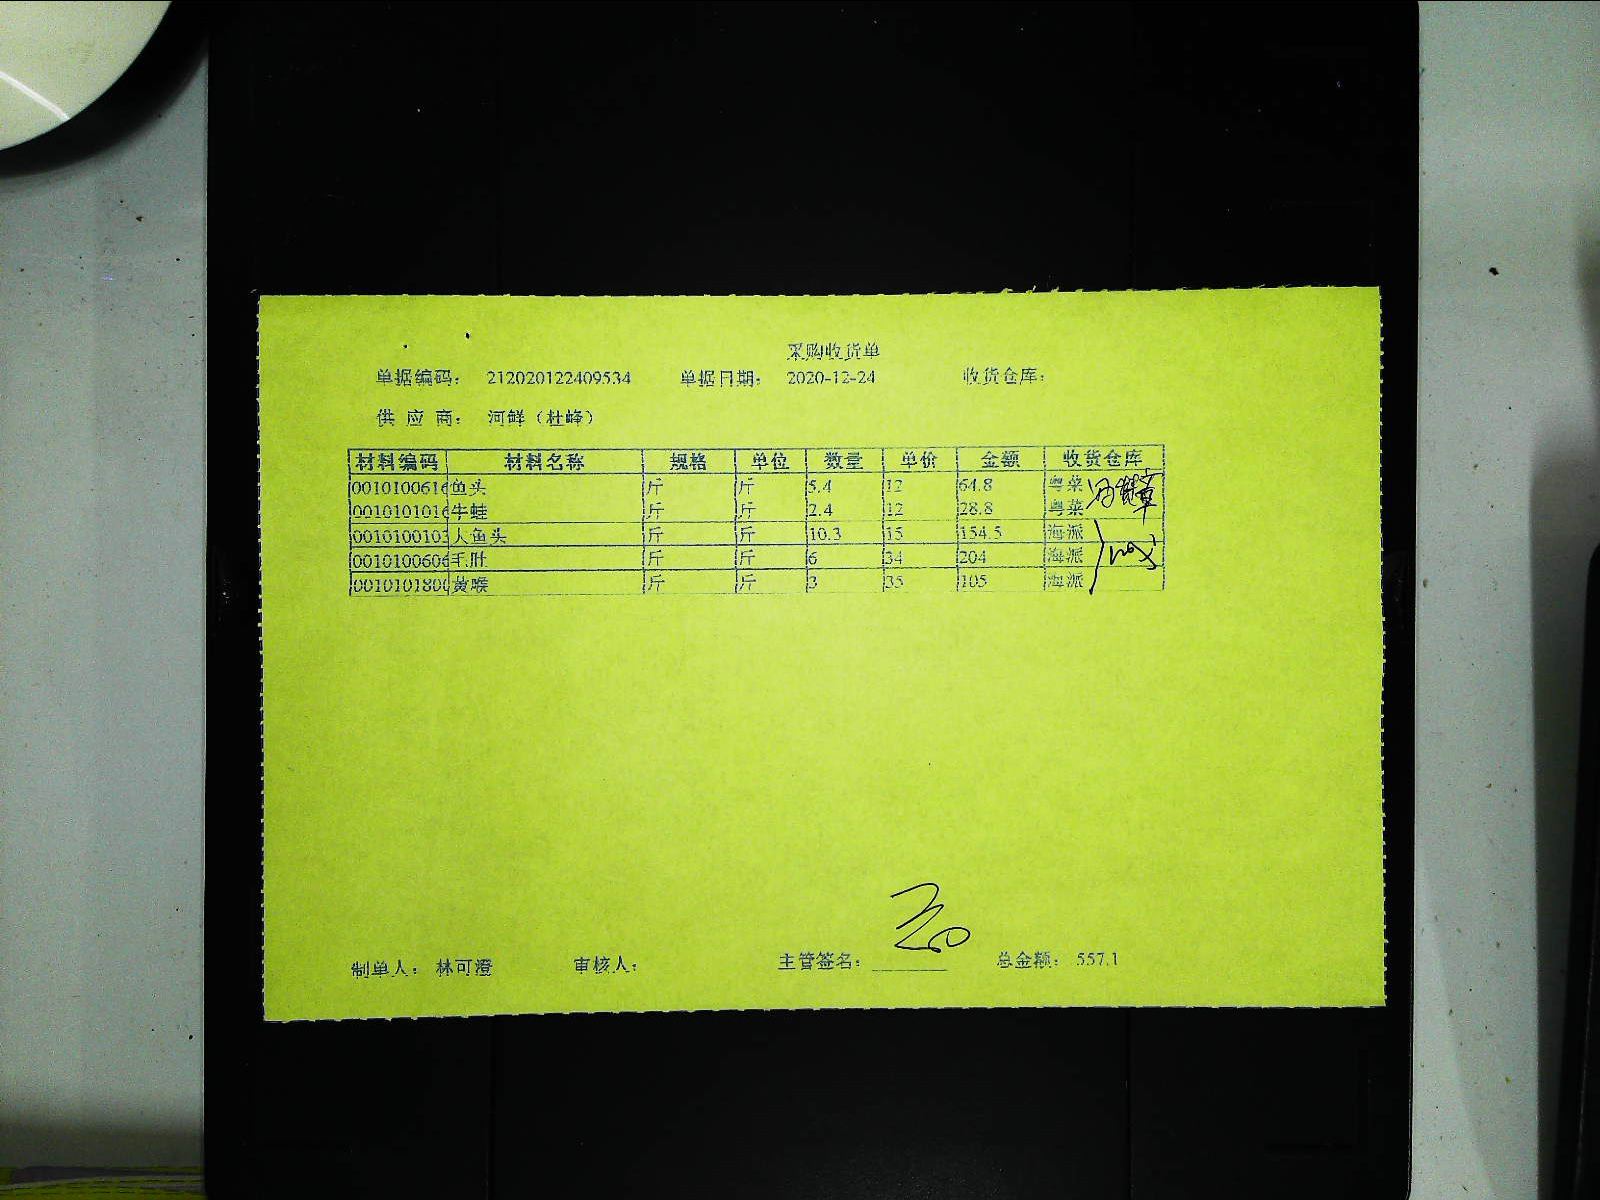 采购收货单
单据编码： 212020122409534 单据日期： 2020-12-24 收货仓库：
供 应 商： 河鲜（杜峰）
材料编码 材料名称 规格 单位 数量 单价 金额 收货仓库
0010100616 鱼头 斤 斤 5.4 12 64.8 粤菜
0010101016 牛蛙 斤 斤 2.4 12 28.8 粤菜
0010100103 人鱼头 斤 斤 10.3 15 154.5 海派
0010100606 毛肚 斤 斤 6 34 204 海派
001010180 黄喉 斤 斤 3 35 105 海派
制单人： 林可澄 审核人： 主管签名： 总金额： 557.1